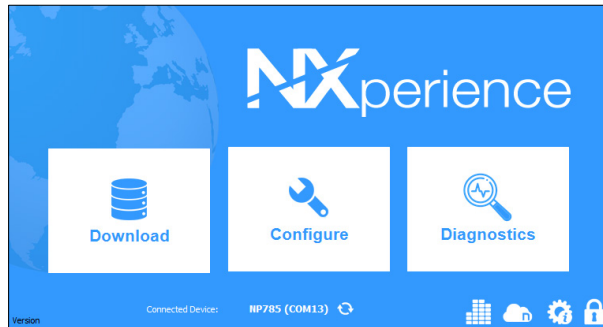 NXperience
Download
Configure
Diagnostics
Connected Device: NP785 (COM13)
n
Version